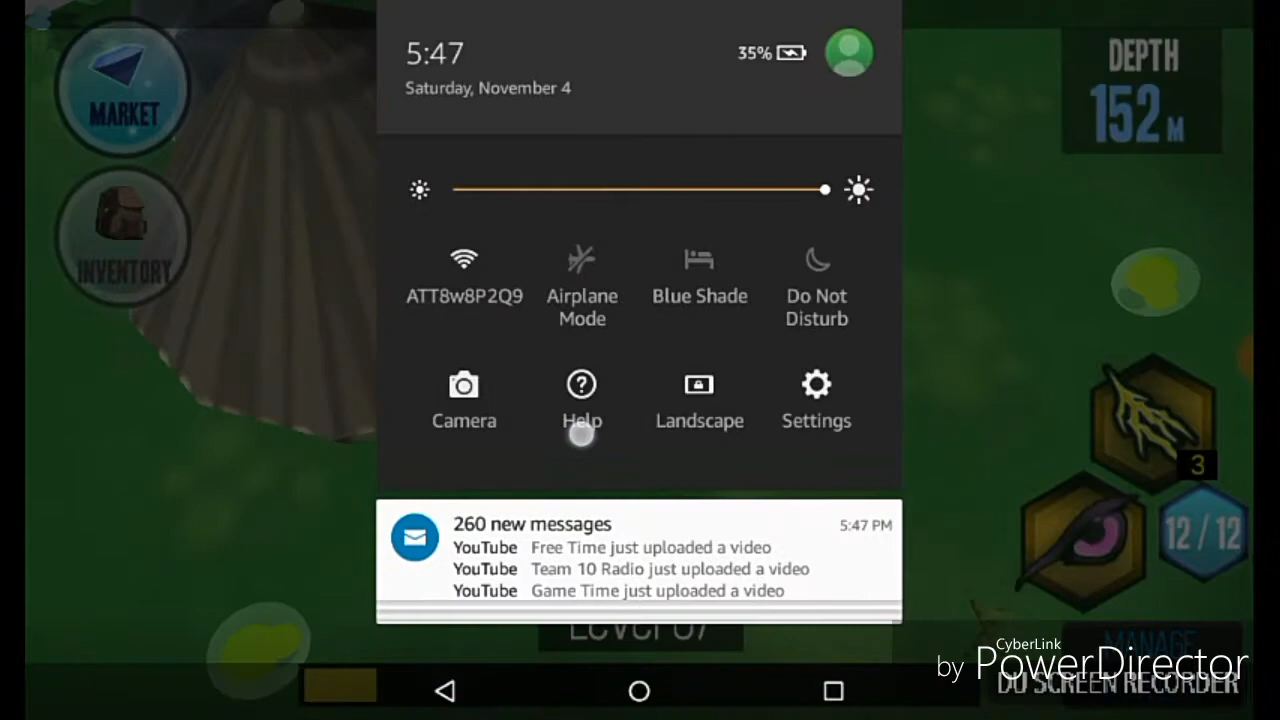 5:47
35%
Saturday, November 4
DEPTH
152 M
MARKET
INVENTORY
ATT8w8P2Q9
Airplane
Mode
Blue Shade
Do Not
Disturb
Camera
Help
Landscape
Settings
3
12/12
260 new messages
5:47 PM
YouTube Free Time just uploaded a video
YouTube Team 10 Radio just uploaded a video
YouTube Game Time just uploaded a video
MANAGE
CyberLink
by PowerDirector
DU SCREEN RECORDER